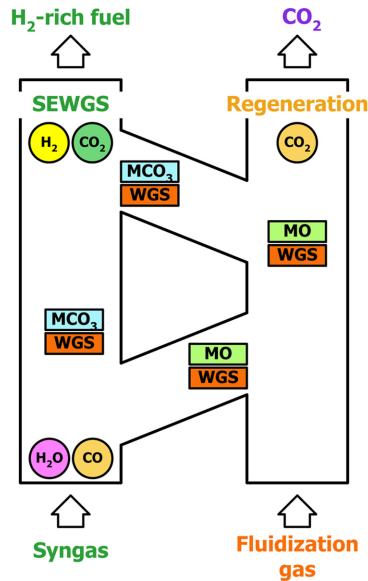 H₂-rich fuel
CO₂
SEWGS
Regeneration
H₂
CO₂
CO₂
MCO₃
WGS
MO
WGS
MCO₃
WGS
MO
WGS
H₂O
CO
Syngas
Fluidization
gas